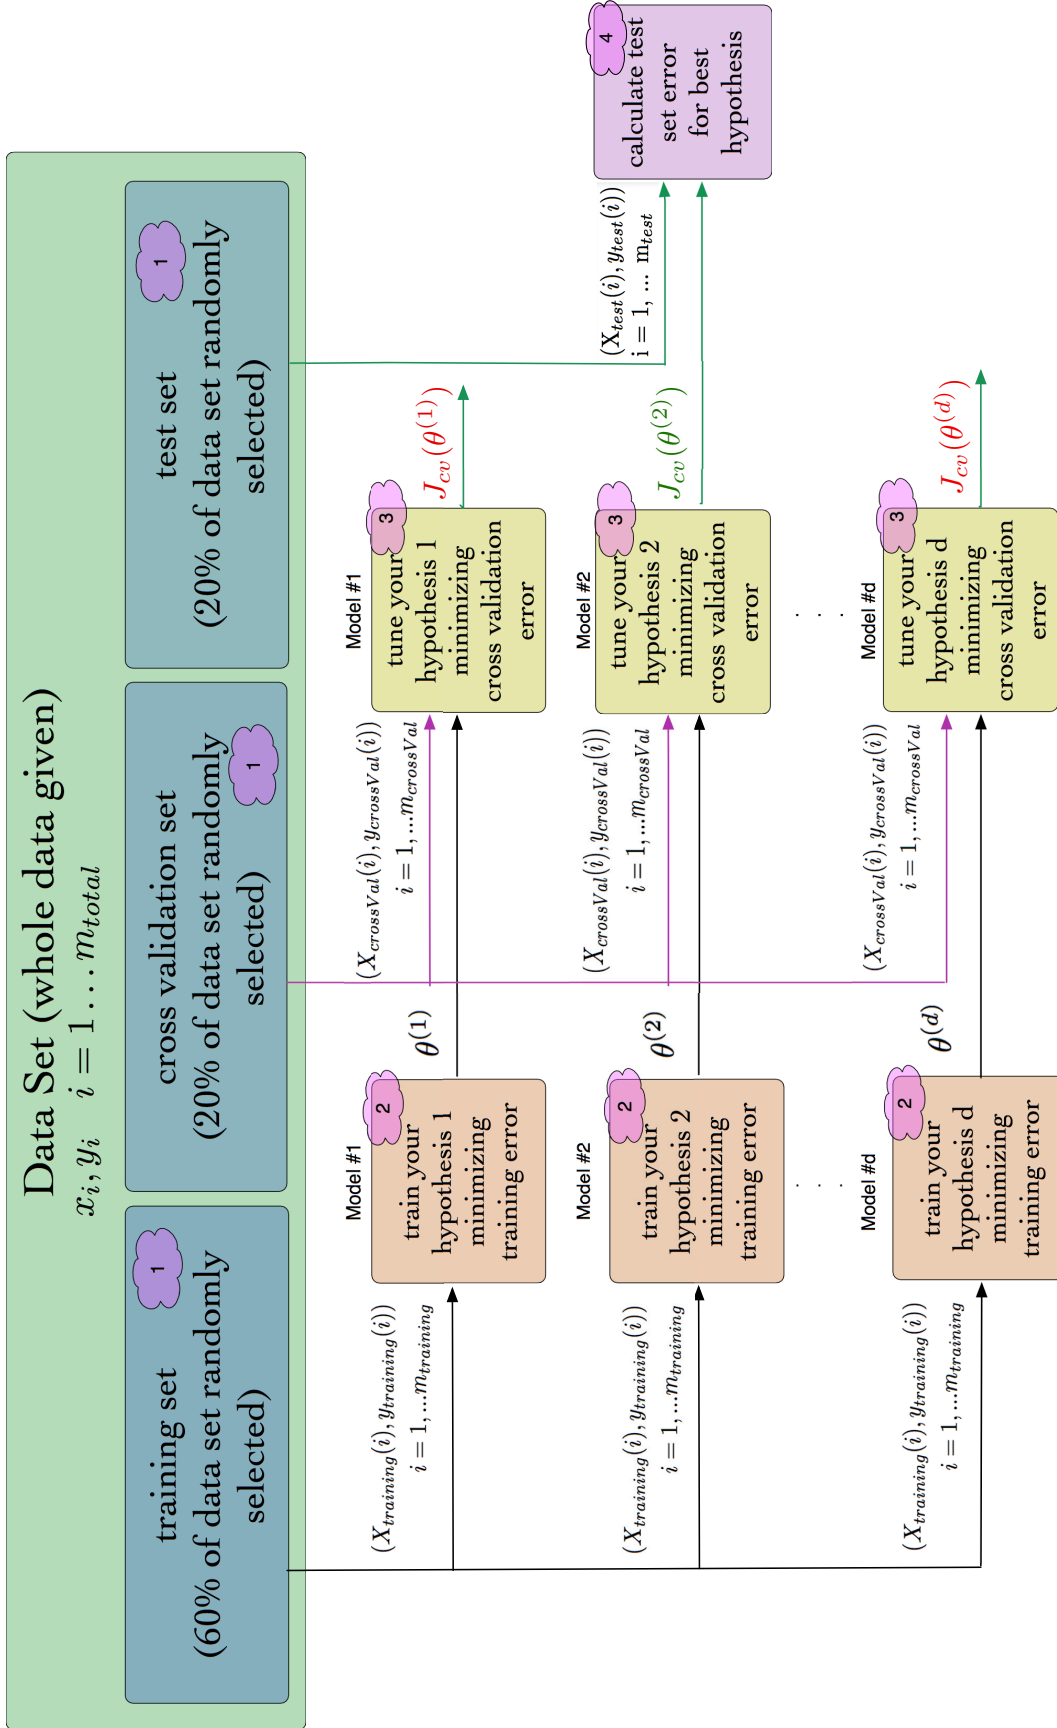 Data Set (whole data given)
x_i, y_i i = 1 ... m_total
training set
(60% of data set randomly
selected)
1
cross validation set
(20% of data set randomly
selected)
1
test set
(20% of data set randomly
selected)
1
(X_training(i), y_training(i))
i = 1, ...m_training
Model #1
2
train your
hypothesis 1
minimizing
training error
θ^(1)
(X_crossVal(i), y_crossVal(i))
i = 1, ...m_crossVal
Model #1
3
tune your
hypothesis 1
minimizing
cross validation
error
J_cv(θ^(1))
(X_training(i), y_training(i))
i = 1, ...m_training
Model #2
2
train your
hypothesis 2
minimizing
training error
θ^(2)
(X_crossVal(i), y_crossVal(i))
i = 1, ...m_crossVal
Model #2
3
tune your
hypothesis 2
minimizing
cross validation
error
J_cv(θ^(2))
(X_test(i), y_test(i))
i = 1, ... m_test
4
calculate test
set error
for best
hypothesis
. . .
. . .
(X_training(i), y_training(i))
i = 1, ...m_training
Model #d
2
train your
hypothesis d
minimizing
training error
θ^(d)
(X_crossVal(i), y_crossVal(i))
i = 1, ...m_crossVal
Model #d
3
tune your
hypothesis d
minimizing
cross validation
error
J_cv(θ^(d))